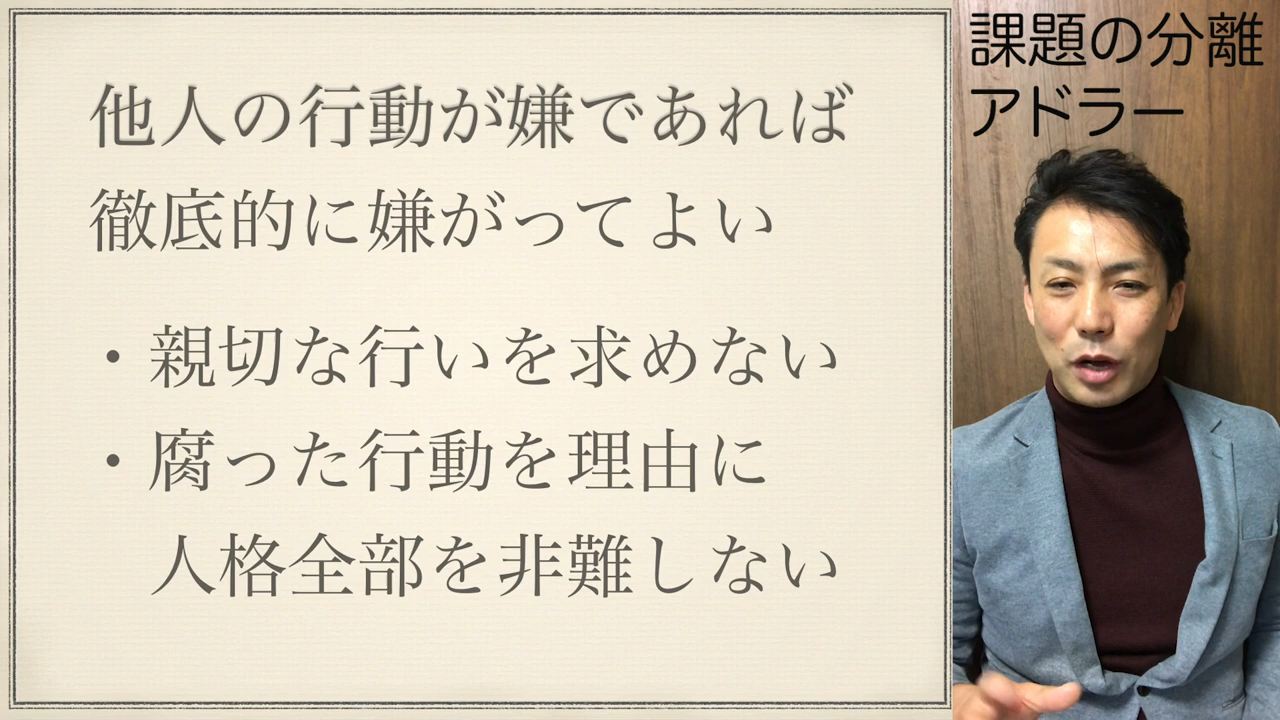 他人の行動が嫌であれば
徹底的に嫌がってよい
・親切な行いを求めない
・腐った行動を理由に
人格全部を非難しない
課題の分離
アドラー